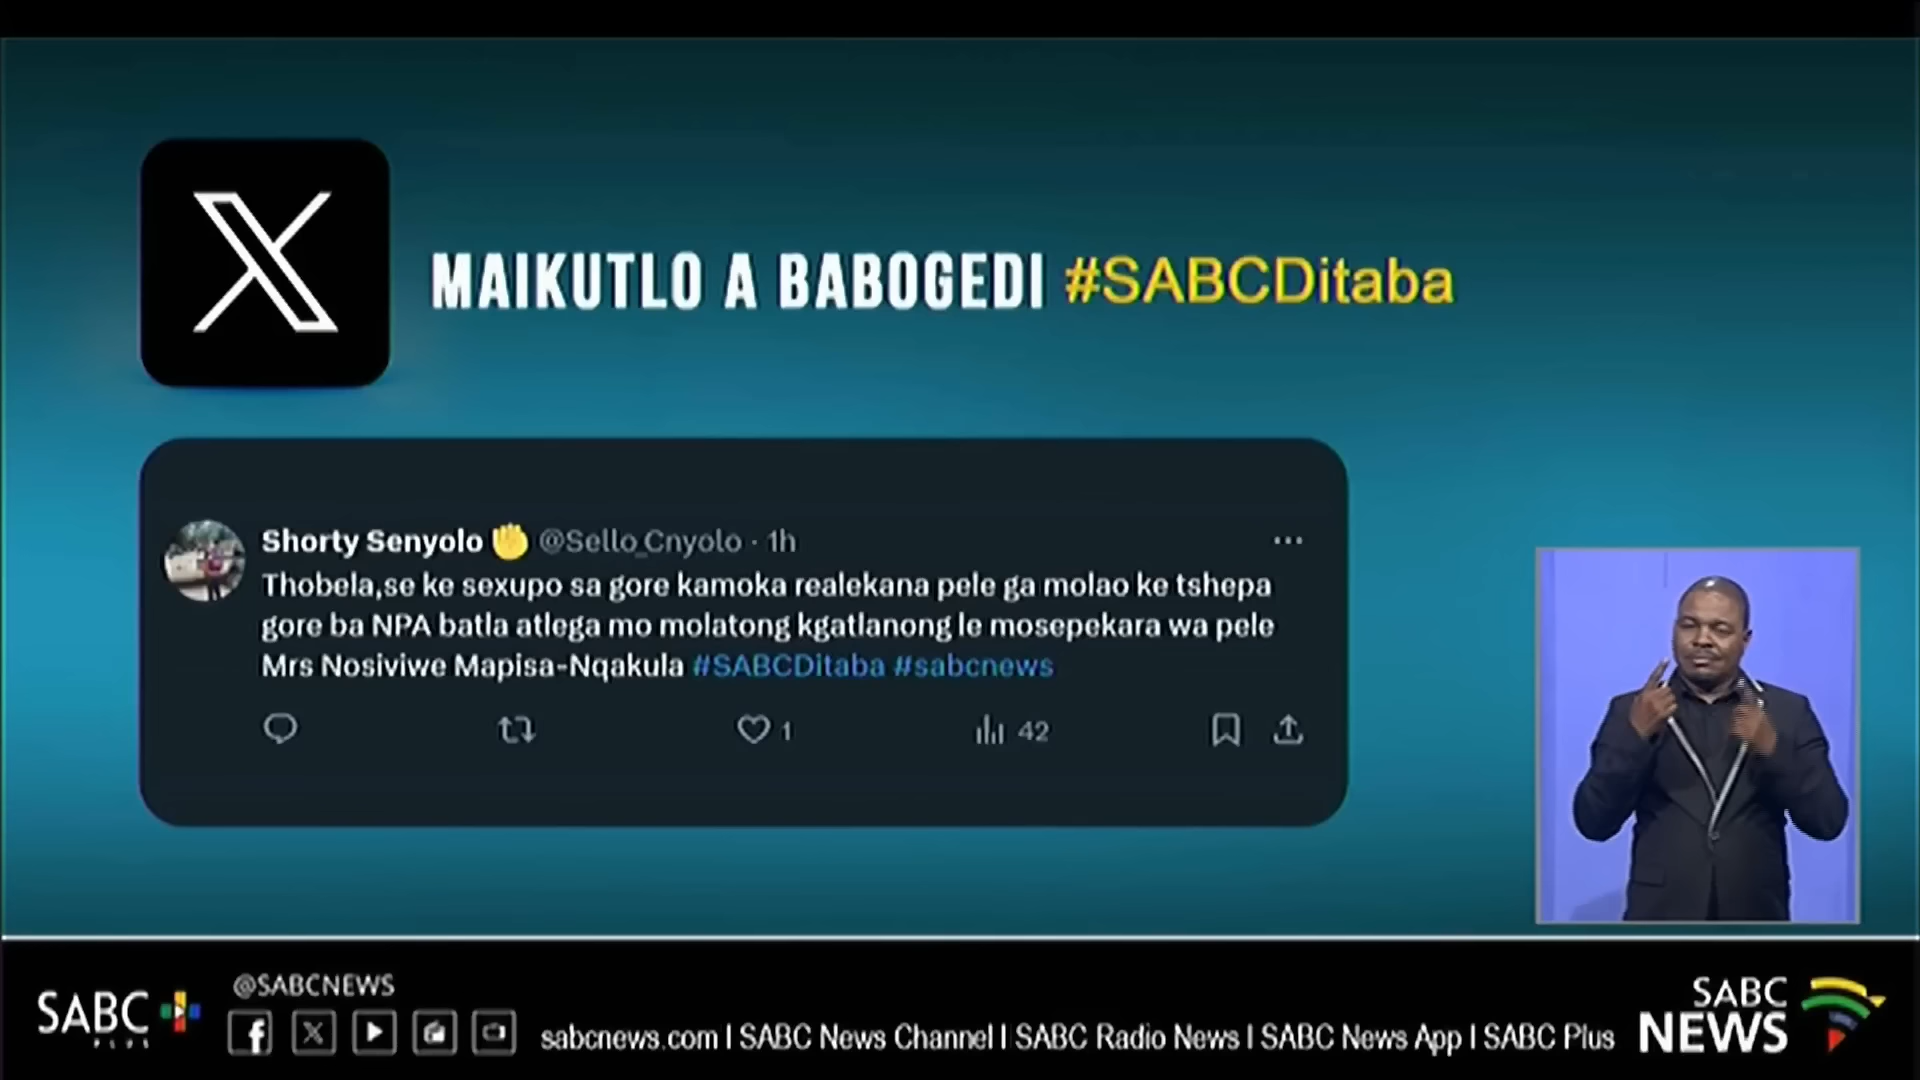 MAIKUTLO A BABOGEDI #SABCDitaba
Shorty Senyolo ✋ @Sello_Cnyolo · 1h
Thobela,se ke sexupo sa gore kamoka realekana pele ga molao ke tshepa
gore ba NPA batla atlega mo molatong kgatlanong le mosepekara wa pele
Mrs Nosiviwe Mapisa-Nqakula #SABCDitaba #sabcnews
1
42
SABC
PLUS
@SABCNEWS
sabcnews.com I SABC News Channel I SABC Radio News I SABC News App I SABC Plus
SABC
NEWS